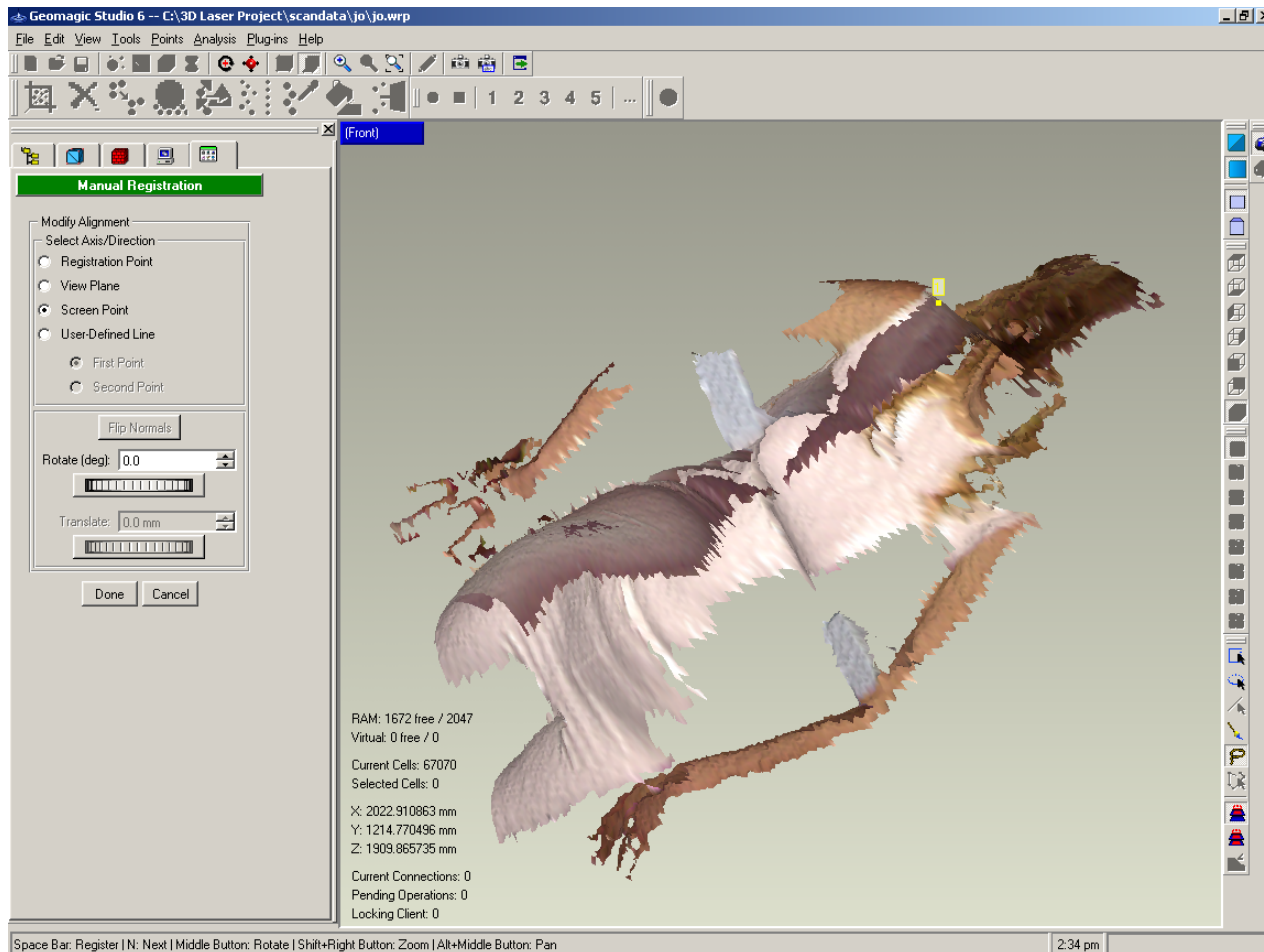 Geomagic Studio 6 -- C:\3D Laser Project\scandata\jo\jo.wrp
File Edit View Tools Points Analysis Plug-ins Help
1 2 3 4 5 ...
(Front)
Manual Registration
Modify Alignment
Select Axis/Direction
Registration Point
View Plane
Screen Point
User-Defined Line
First Point
Second Point
Flip Normals
Rotate (deg): 0.0
Translate: 0.0 mm
Done Cancel
RAM: 1672 free / 2047
Virtual: 0 free / 0
Current Cells: 67070
Selected Cells: 0
X: 2022.910863 mm
Y: 1214.770496 mm
Z: 1909.865735 mm
Current Connections: 0
Pending Operations: 0
Locking Client: 0
Space Bar: Register | N: Next | Middle Button: Rotate | Shift+Right Button: Zoom | Alt+Middle Button: Pan
2:34 pm